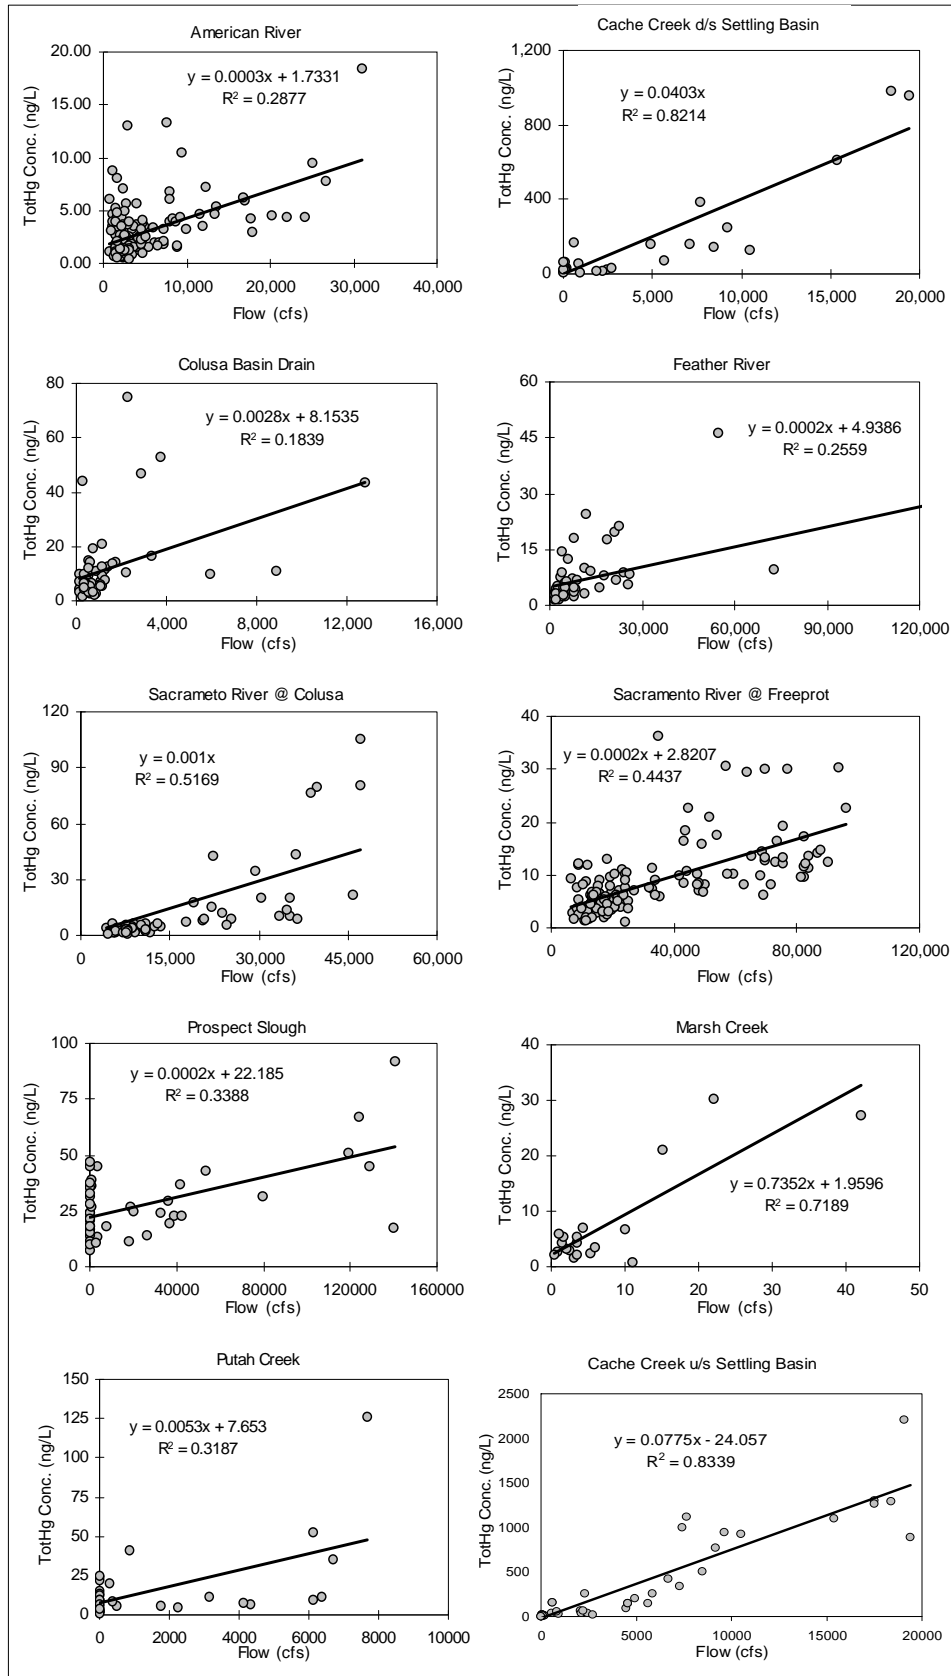 American River
TotHg Conc. (ng/L)
20.00
15.00
10.00
5.00
0.00
y = 0.0003x + 1.7331
R² = 0.2877
0 10,000 20,000 30,000 40,000
Flow (cfs)
Cache Creek d/s Settling Basin
TotHg Conc. (ng/L)
1,200
800
400
0
y = 0.0403x
R² = 0.8214
0 5,000 10,000 15,000 20,000
Flow (cfs)
Colusa Basin Drain
TotHg Conc. (ng/L)
80
60
40
20
0
y = 0.0028x + 8.1535
R² = 0.1839
0 4,000 8,000 12,000 16,000
Flow (cfs)
Feather River
TotHg Conc. (ng/L)
60
45
30
15
0
y = 0.0002x + 4.9386
R² = 0.2559
0 30,000 60,000 90,000 120,000
Flow (cfs)
Sacrameto River @ Colusa
TotHg Conc. (ng/L)
120
90
60
30
0
y = 0.001x
R² = 0.5169
0 15,000 30,000 45,000 60,000
Flow (cfs)
Sacramento River @ Freeprot
TotHg Conc. (ng/L)
40
30
20
10
0
y = 0.0002x + 2.8207
R² = 0.4437
0 40,000 80,000 120,000
Flow (cfs)
Prospect Slough
TotHg Conc. (ng/L)
100
75
50
25
0
y = 0.0002x + 22.185
R² = 0.3388
0 40000 80000 120000 160000
Flow (cfs)
Marsh Creek
TotHg Conc. (ng/L)
40
30
20
10
0
y = 0.7352x + 1.9596
R² = 0.7189
0 10 20 30 40 50
Flow (cfs)
Putah Creek
TotHg Conc. (ng/L)
150
125
100
75
50
25
0
y = 0.0053x + 7.653
R² = 0.3187
0 2000 4000 6000 8000 10000
Flow (cfs)
Cache Creek u/s Settling Basin
TotHg Conc. (ng/L)
2500
2000
1500
1000
500
0
y = 0.0775x - 24.057
R² = 0.8339
0 5000 10000 15000 20000
Flow (cfs)